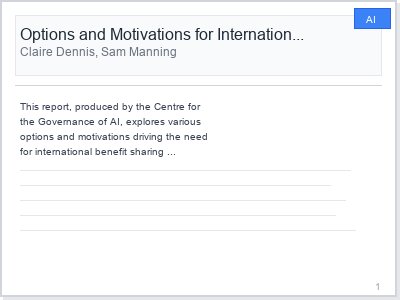 AI
Options and Motivations for Internation...
Claire Dennis, Sam Manning
This report, produced by the Centre for
the Governance of AI, explores various
options and motivations driving the need
for international benefit sharing ...
1